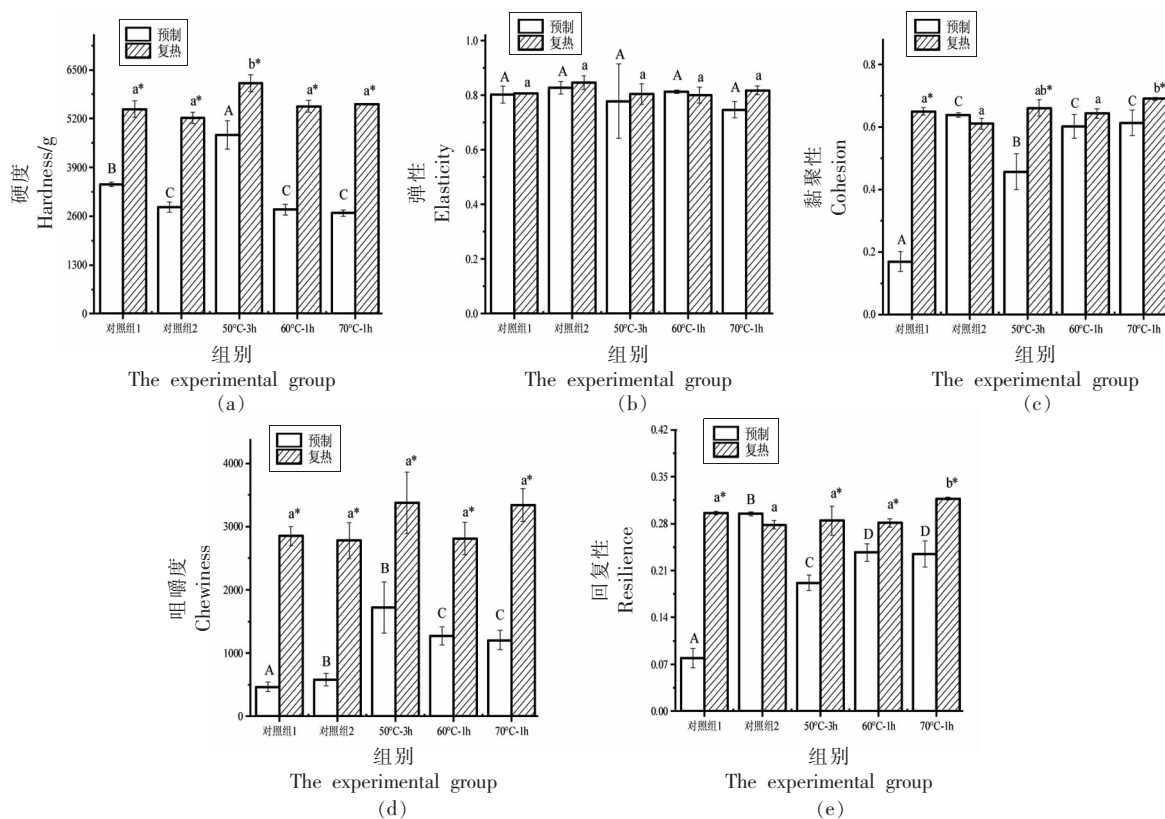 预制
复热
硬度
Hardness/g
6500
5200
3900
2600
1300
0
B
a*
C
a*
A
b*
C
a*
C
a*
对照组1
对照组2
50℃-3h
60℃-1h
70℃-1h
组别
The experimental group
(a)
预制
复热
弹性
Elasticity
1.0
0.8
0.6
0.4
0.2
0.0
A
a
A
a
A
a
A
a
A
a
对照组1
对照组2
50℃-3h
60℃-1h
70℃-1h
组别
The experimental group
(b)
预制
复热
黏聚性
Cohesion
0.8
0.6
0.4
0.2
0.0
A
a*
C
a
B
ab*
C
a
C
b*
对照组1
对照组2
50℃-3h
60℃-1h
70℃-1h
组别
The experimental group
(c)
预制
复热
咀嚼度
Chewiness
4000
3000
2000
1000
0
A
a*
B
a*
B
a*
C
a*
C
a*
对照组1
对照组2
50℃-3h
60℃-1h
70℃-1h
组别
The experimental group
(d)
预制
复热
回复性
Resilience
0.42
0.35
0.28
0.21
0.14
0.07
0.00
A
a*
B
a
C
a*
D
a*
D
b*
对照组1
对照组2
50℃-3h
60℃-1h
70℃-1h
组别
The experimental group
(e)